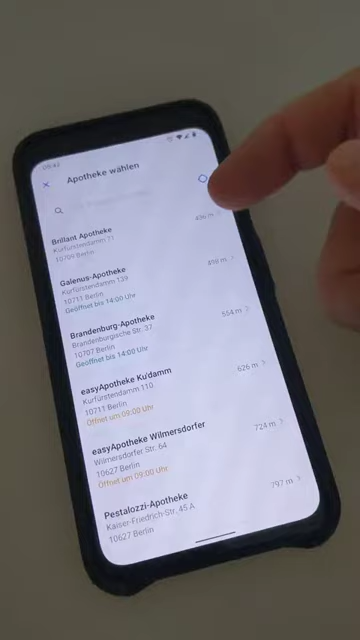 Apotheke wählen
Brillant Apotheke
Kurfürstendamm 71
10709 Berlin
436 m
Galenus-Apotheke
Kurfürstendamm 139
10711 Berlin
Geöffnet bis 14:00 Uhr
498 m
Brandenburg-Apotheke
Brandenburgische Str. 37
10707 Berlin
Geöffnet bis 14:00 Uhr
554 m
easyApotheke Ku'damm
Kurfürstendamm 110
10711 Berlin
Öffnet um 09:00 Uhr
626 m
easyApotheke Wilmersdorfer
Wilmersdorfer Str. 64
10627 Berlin
Öffnet um 09:00 Uhr
724 m
Pestalozzi-Apotheke
Kaiser-Friedrich-Str. 45 A
10627 Berlin
797 m